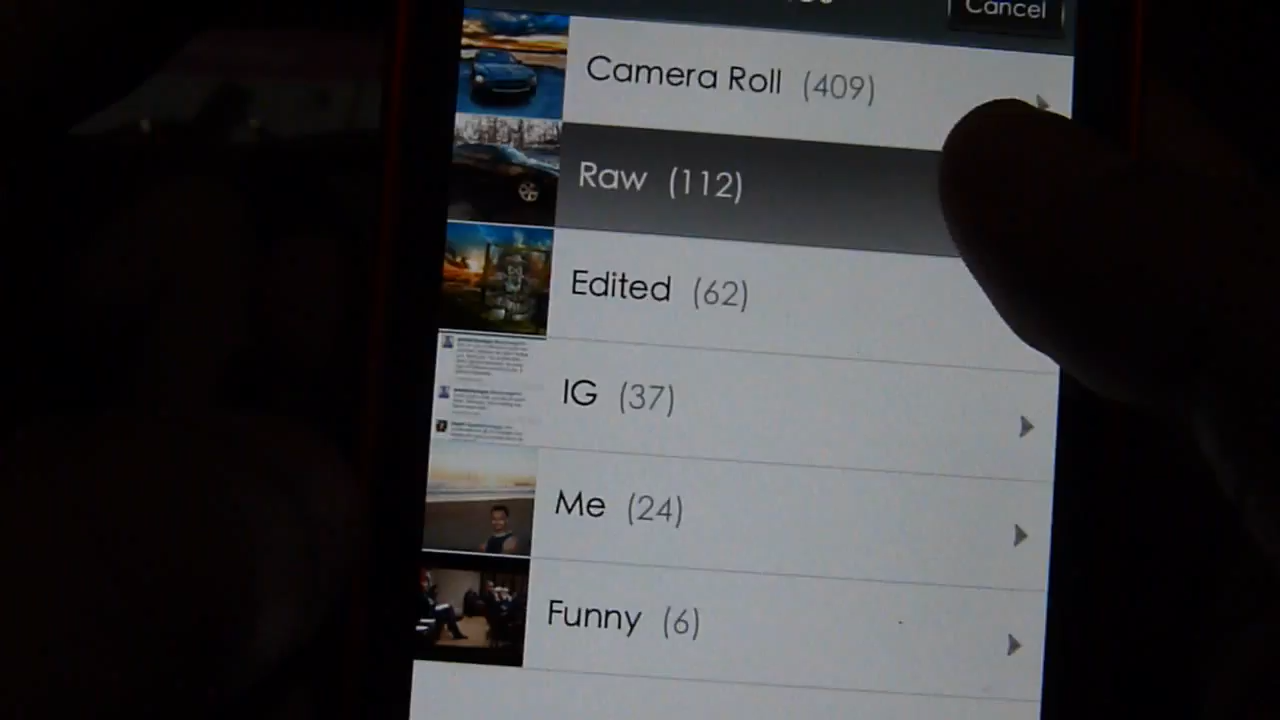 Cancel
Camera Roll (409)
Raw (112)
Edited (62)
IG (37)
Me (24)
Funny (6)